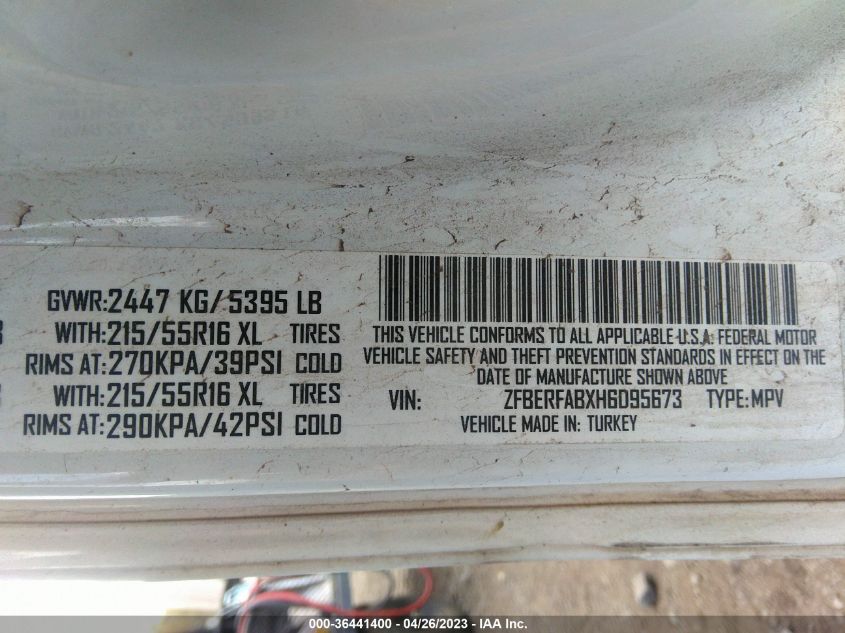 GVWR:2447 KG/5395 LB
WITH:215/55R16 XL TIRES
RIMS AT:270KPA/39PSI COLD
WITH:215/55R16 XL TIRES
RIMS AT:290KPA/42PSI COLD
THIS VEHICLE CONFORMS TO ALL APPLICABLE U.S.A. FEDERAL MOTOR
VEHICLE SAFETY AND THEFT PREVENTION STANDARDS IN EFFECT ON THE
DATE OF MANUFACTURE SHOWN ABOVE
VIN: ZFBERFABXH6D95673 TYPE:MPV
VEHICLE MADE IN: TURKEY
000-36441400 - 04/26/2023 - IAA Inc.